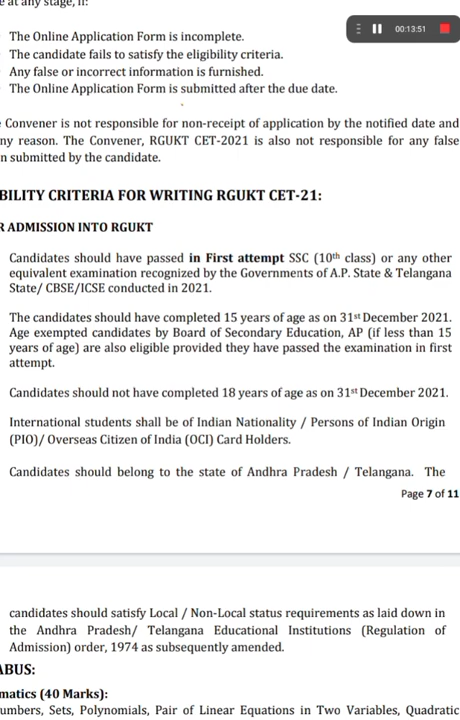 at any stage, if:
00:13:51
The Online Application Form is incomplete.
The candidate fails to satisfy the eligibility criteria.
Any false or incorrect information is furnished.
The Online Application Form is submitted after the due date.
Convener is not responsible for non-receipt of application by the notified date and
ny reason. The Convener, RGUKT CET-2021 is also not responsible for any false
n submitted by the candidate.
BILITY CRITERIA FOR WRITING RGUKT CET-21:
R ADMISSION INTO RGUKT
Candidates should have passed in First attempt SSC (10th class) or any other
equivalent examination recognized by the Governments of A.P. State & Telangana
State/ CBSE/ICSE conducted in 2021.
The candidates should have completed 15 years of age as on 31st December 2021.
Age exempted candidates by Board of Secondary Education, AP (if less than 15
years of age) are also eligible provided they have passed the examination in first
attempt.
Candidates should not have completed 18 years of age as on 31st December 2021.
International students shall be of Indian Nationality / Persons of Indian Origin
(PIO)/ Overseas Citizen of India (OCI) Card Holders.
Candidates should belong to the state of Andhra Pradesh / Telangana. The
Page 7 of 11
candidates should satisfy Local / Non-Local status requirements as laid down in
the Andhra Pradesh/ Telangana Educational Institutions (Regulation of
Admission) order, 1974 as subsequently amended.
ABUS:
matics (40 Marks):
umbers, Sets, Polynomials, Pair of Linear Equations in Two Variables, Quadratic